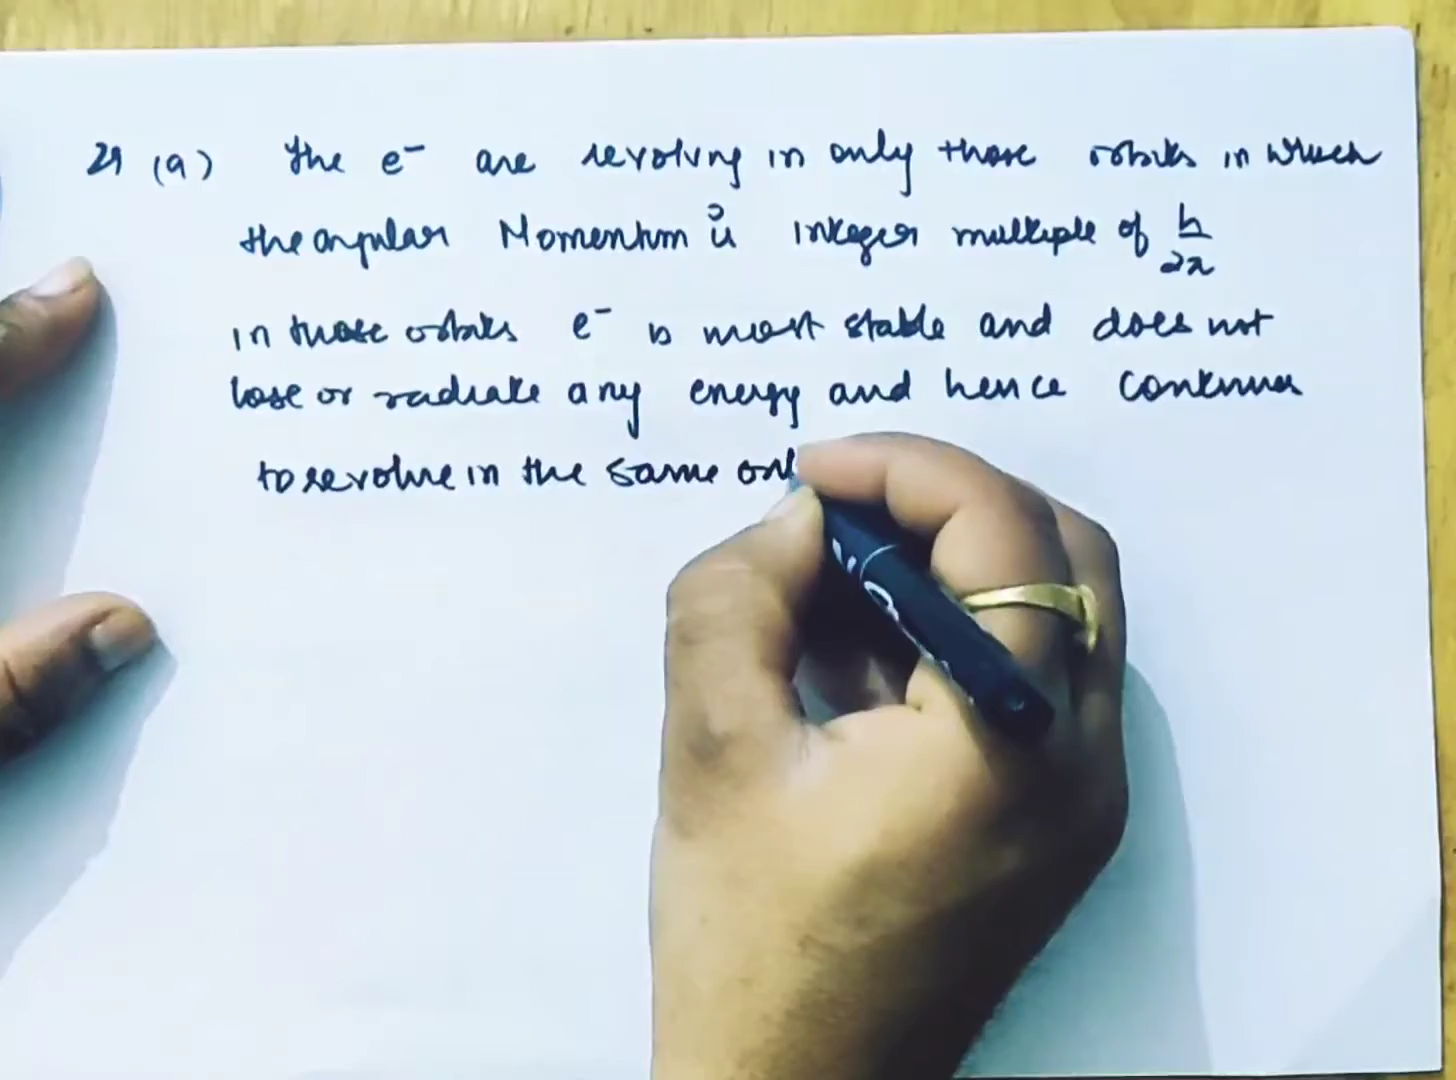 21 (a) The e⁻ are revolving in only those orbits in which
the angular Momentum is integer multiple of h/2π
in those orbits e⁻ is most stable and does not
lose or radiate any energy and hence continues
to revolve in the same orb